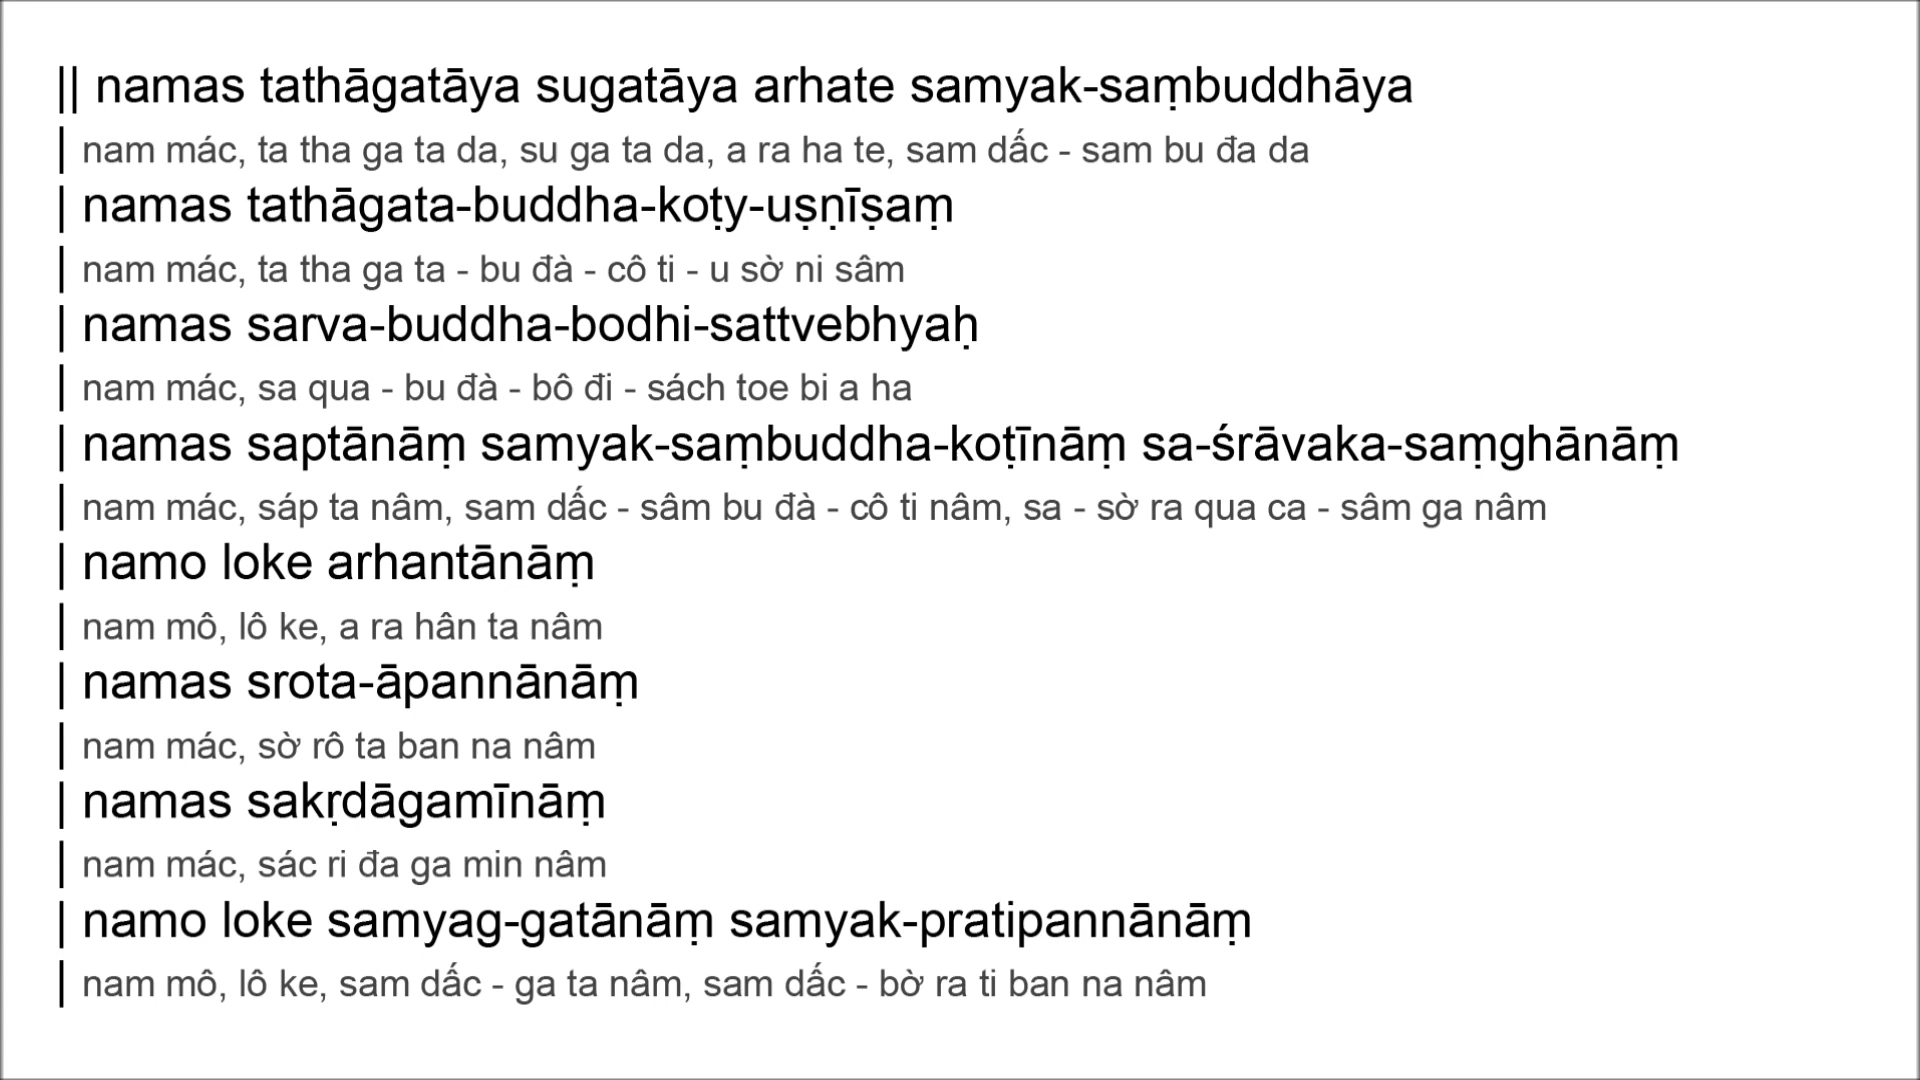 || namas tathāgatāya sugatāya arhate samyak-saṃbuddhāya
| nam mác, ta tha ga ta da, su ga ta da, a ra ha te, sam dấc - sam bu đa da
| namas tathāgata-buddha-koṭy-uṣṇīṣaṃ
| nam mác, ta tha ga ta - bu đà - cô ti - u sờ ni sâm
| namas sarva-buddha-bodhi-sattvebhyaḥ
| nam mác, sa qua - bu đà - bô đi - sách toe bi a ha
| namas saptānāṃ samyak-saṃbuddha-koṭīnāṃ sa-śrāvaka-saṃghānāṃ
| nam mác, sáp ta nâm, sam dấc - sâm bu đà - cô ti nâm, sa - sờ ra qua ca - sâm ga nâm
| namo loke arhantānāṃ
| nam mô, lô ke, a ra hân ta nâm
| namas srota-āpannānāṃ
| nam mác, sờ rô ta ban na nâm
| namas sakṛdāgamīnāṃ
| nam mác, sác ri đa ga min nâm
| namo loke samyag-gatānāṃ samyak-pratipannānāṃ
| nam mô, lô ke, sam dấc - ga ta nâm, sam dấc - bờ ra ti ban na nâm